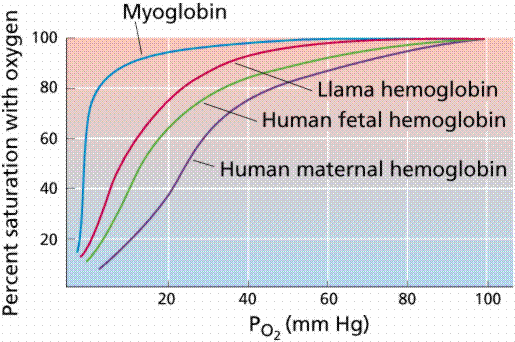 Myoglobin
Percent saturation with oxygen
100
80
60
40
20
Llama hemoglobin
Human fetal hemoglobin
Human maternal hemoglobin
20 40 60 80 100
PO2 (mm Hg)